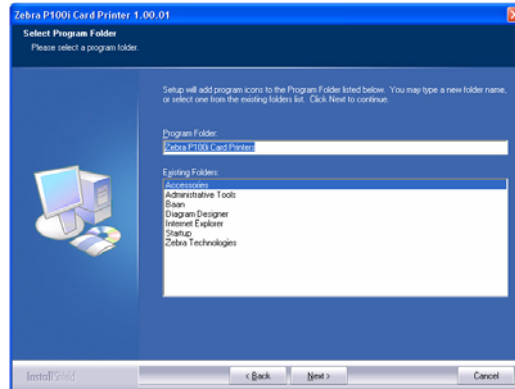 Zebra P100i Card Printer 1.00.01
Select Program Folder
Please select a program folder.
Setup will add program icons to the Program Folder listed below. You may type a new folder name,
or select one from the existing folders list. Click Next to continue.
Program Folder:
Zebra P100i Card Printers
Existing Folders:
Accessories
Administrative Tools
Baan
Diagram Designer
Internet Explorer
Startup
Zebra Technologies
InstallShield
< Back
Next >
Cancel